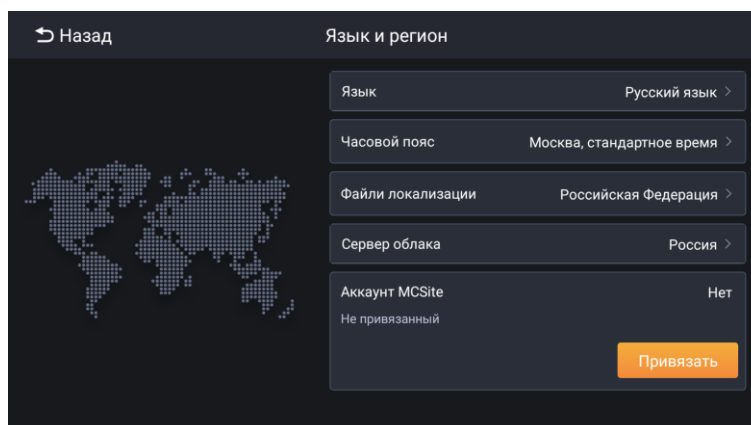 Назад
Язык и регион
Язык Русский язык
Часовой пояс Москва, стандартное время
Файли локализации Российская Федерация
Сервер облака Россия
Аккаунт MCSite Нет
Не привязанный
Привязать